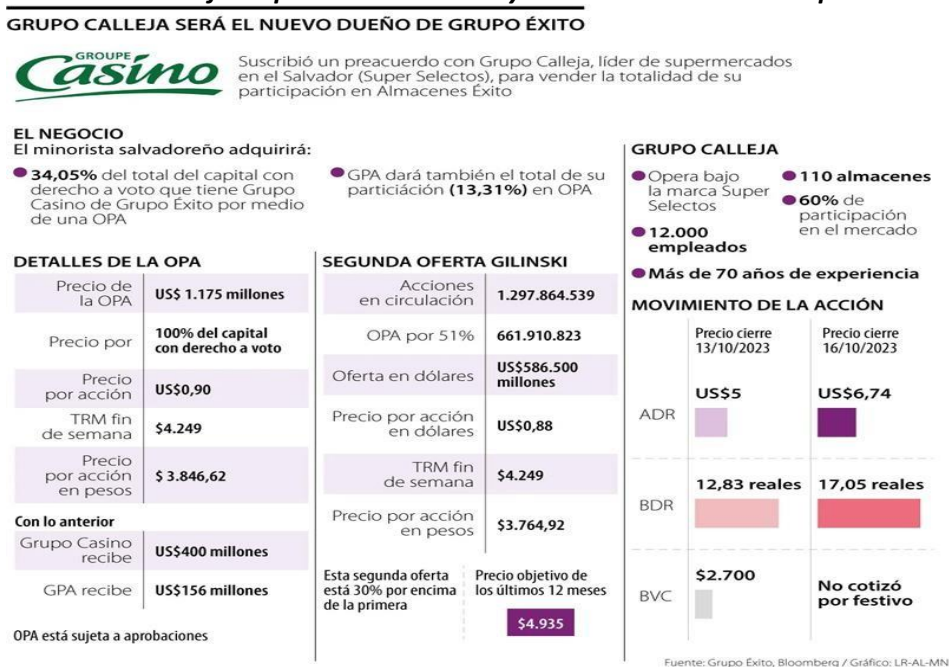 GRUPO CALLEJA SERÁ EL NUEVO DUEÑO DE GRUPO ÉXITO
GROUPE
Casino
Suscribió un preacuerdo con Grupo Calleja, líder de supermercados
en el Salvador (Super Selectos), para vender la totalidad de su
participación en Almacenes Éxito
EL NEGOCIO
El minorista salvadoreño adquirirá:
34,05% del total del capital con
derecho a voto que tiene Grupo
Casino de Grupo Éxito por medio
de una OPA
GPA dará también el total de su
particiáción (13,31%) en OPA
GRUPO CALLEJA
Opera bajo
la marca Super
Selectos
12.000
empleados
110 almacenes
60% de
participación
en el mercado
Más de 70 años de experiencia
DETALLES DE LA OPA
Precio de
la OPA
US$ 1.175 millones
Precio por
100% del capital
con derecho a voto
Precio
por acción
US$0,90
TRM fin
de semana
$4.249
Precio
por acción
en pesos
$ 3.846,62
Con lo anterior
Grupo Casino
recibe
US$400 millones
GPA recibe
US$156 millones
OPA está sujeta a aprobaciones
SEGUNDA OFERTA GILINSKI
Acciones
en circulación
1.297.864.539
OPA por 51%
661.910.823
Oferta en dólares
US$586.500
millones
Precio por acción
en dólares
US$0,88
TRM fin
de semana
$4.249
Precio por acción
en pesos
$3.764,92
Esta segunda oferta
está 30% por encima
de la primera
Precio objetivo de
los últimos 12 meses
$4.935
MOVIMIENTO DE LA ACCIÓN
Precio cierre
13/10/2023
Precio cierre
16/10/2023
ADR
US$5
US$6,74
BDR
12,83 reales
17,05 reales
BVC
$2.700
No cotizó
por festivo
Fuente: Grupo Éxito, Bloomberg / Gráfico: LR-AL-MN